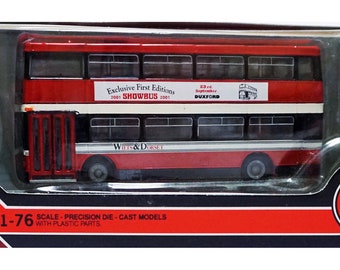 Exclusive First Editions
2001 SHOWBUS 2001
23rd
September
DUXFORD
WILTS & DORSET
1-76 SCALE - PRECISION DIE - CAST MODELS
WITH PLASTIC PARTS